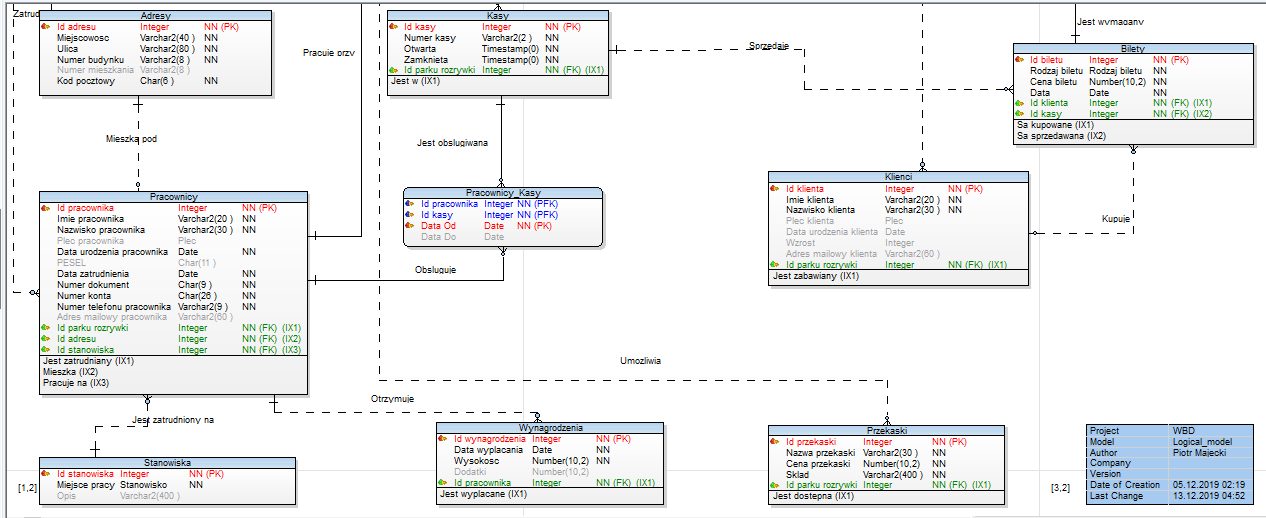 Zatrud
Adresy
Id adresu Integer NN (PK)
Miejscowosc Varchar2(40 ) NN
Ulica Varchar2(80 ) NN
Numer budynku Varchar2(8 ) NN
Numer mieszkania Varchar2(8 )
Kod pocztowy Char(6 ) NN
Pracuje przy
Kasy
Id kasy Integer NN (PK)
Numer kasy Varchar2(2 ) NN
Otwarta Timestamp(0) NN
Zamknieta Timestamp(0) NN
Id parku rozrywki Integer NN (FK) (IX1)
Jest w (IX1)
Sprzedaje
Jest wymagany
Bilety
Id biletu Integer NN (PK)
Rodzaj biletu Rodzaj biletu NN
Cena biletu Number(10,2) NN
Data Date NN
Id klienta Integer NN (FK) (IX1)
Id kasy Integer NN (FK) (IX2)
Sa kupowane (IX1)
Sa sprzedawana (IX2)
Mieszka pod
Jest obslugiwana
Pracownicy
Id pracownika Integer NN (PK)
Imie pracownika Varchar2(20 ) NN
Nazwisko pracownika Varchar2(30 ) NN
Plec pracownika Plec
Data urodzenia pracownika Date NN
PESEL Char(11 )
Data zatrudnienia Date NN
Numer dokument Char(9 ) NN
Numer konta Char(26 ) NN
Numer telefonu pracownika Varchar2(9 ) NN
Adres mailowy pracownika Varchar2(60 )
Id parku rozrywki Integer NN (FK) (IX1)
Id adresu Integer NN (FK) (IX2)
Id stanowiska Integer NN (FK) (IX3)
Jest zatrudniany (IX1)
Mieszka (IX2)
Pracuje na (IX3)
Pracownicy_Kasy
Id pracownika Integer NN (PFK)
Id kasy Integer NN (PFK)
Data Od Date NN (PK)
Data Do Date
Obsluguje
Klienci
Id klienta Integer NN (PK)
Imie klienta Varchar2(20 ) NN
Nazwisko klienta Varchar2(30 ) NN
Plec klienta Plec
Data urodzenia klienta Date
Wzrost Integer
Adres mailowy klienta Varchar2(60 )
Id parku rozrywki Integer NN (FK) (IX1)
Jest zabawiany (IX1)
Kupuje
Umozliwia
Otrzymuje
Jest zatrudniony na
Stanowiska
Id stanowiska Integer NN (PK)
Miejsce pracy Stanowisko NN
Opis Varchar2(400 )
[1,2]
Wynagrodzenia
Id wynagrodzenia Integer NN (PK)
Data wyplacania Date NN
Wysokosc Number(10,2) NN
Dodatki Number(10,2)
Id pracownika Integer NN (FK) (IX1)
Jest wyplacane (IX1)
Przekaski
Id przekaski Integer NN (PK)
Nazwa przekaski Varchar2(30 ) NN
Cena przekaski Number(10,2) NN
Sklad Varchar2(400 ) NN
Id parku rozrywki Integer NN (FK) (IX1)
Jest dostepna (IX1)
[3,2]
Project WBD
Model Logical_model
Author Piotr Majecki
Company
Version
Date of Creation 05.12.2019 02:19
Last Change 13.12.2019 04:52